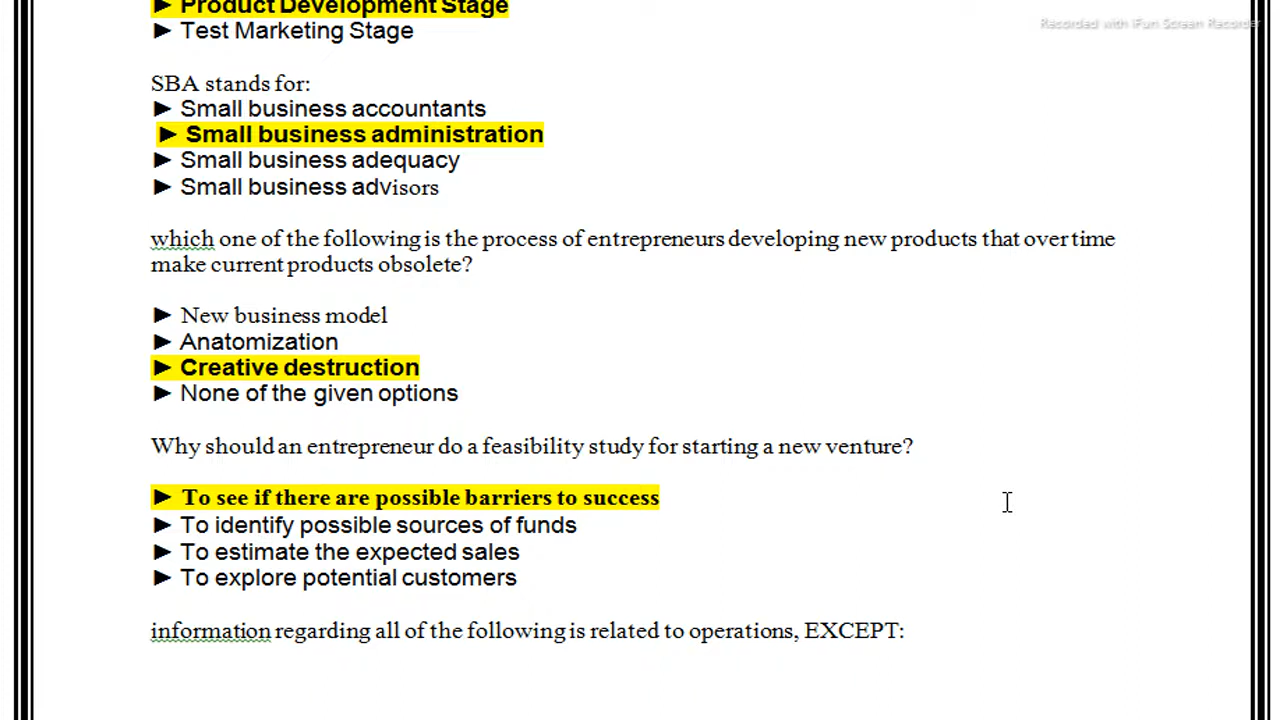 ► Product Development Stage
► Test Marketing Stage
Recorded with iFun Screen Recorder
SBA stands for:
► Small business accountants
► Small business administration
► Small business adequacy
► Small business advisors
which one of the following is the process of entrepreneurs developing new products that over time
make current products obsolete?
► New business model
► Anatomization
► Creative destruction
► None of the given options
Why should an entrepreneur do a feasibility study for starting a new venture?
► To see if there are possible barriers to success
► To identify possible sources of funds
► To estimate the expected sales
► To explore potential customers
information regarding all of the following is related to operations, EXCEPT: